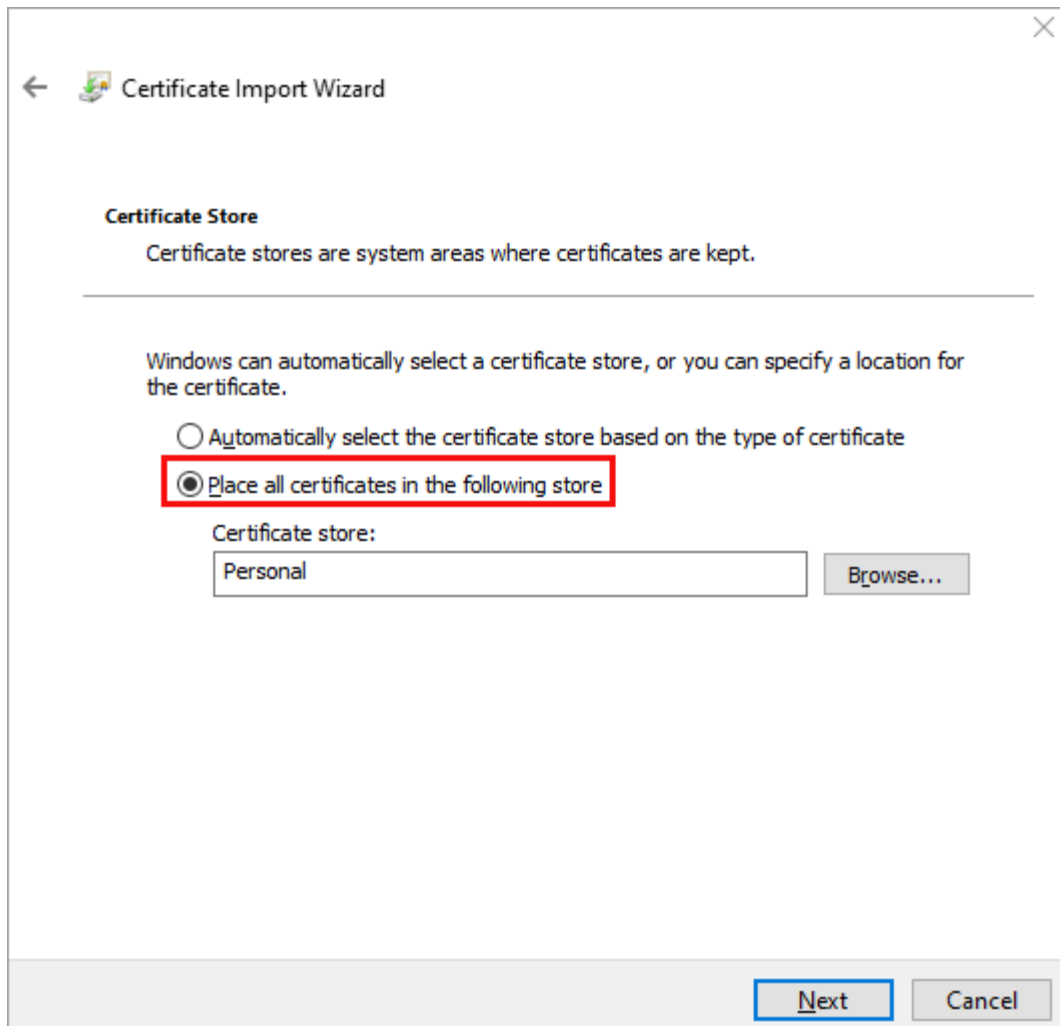 Certificate Import Wizard
Certificate Store
Certificate stores are system areas where certificates are kept.
Windows can automatically select a certificate store, or you can specify a location for
the certificate.
Automatically select the certificate store based on the type of certificate
Place all certificates in the following store
Certificate store:
Personal
Browse...
Next
Cancel